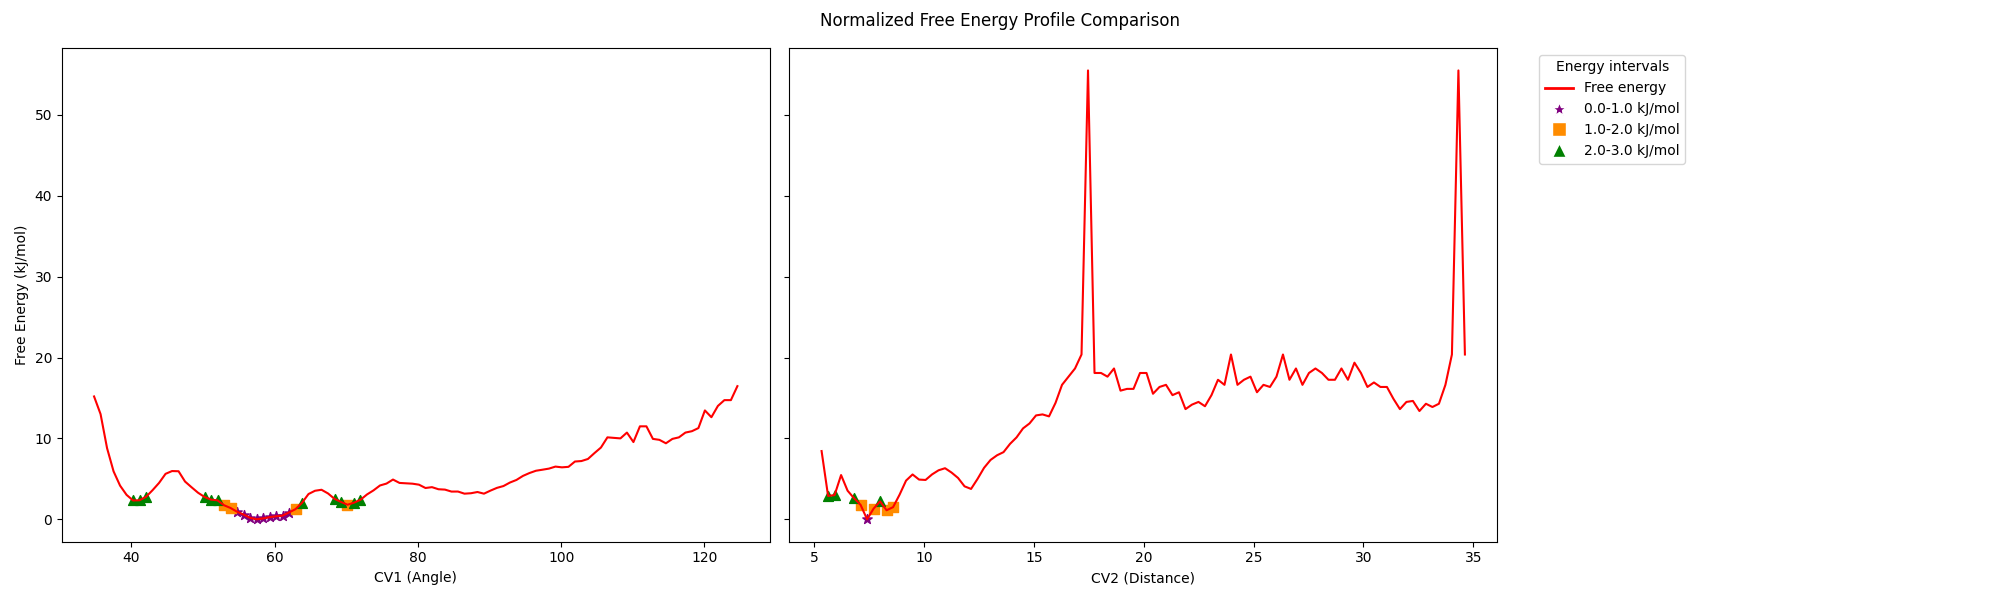 Normalized Free Energy Profile Comparison
Free Energy (kJ/mol)
50
40
30
20
10
0
40
60
80
100
120
CV1 (Angle)
5
10
15
20
25
30
35
CV2 (Distance)
Energy intervals
Free energy
0.0-1.0 kJ/mol
1.0-2.0 kJ/mol
2.0-3.0 kJ/mol